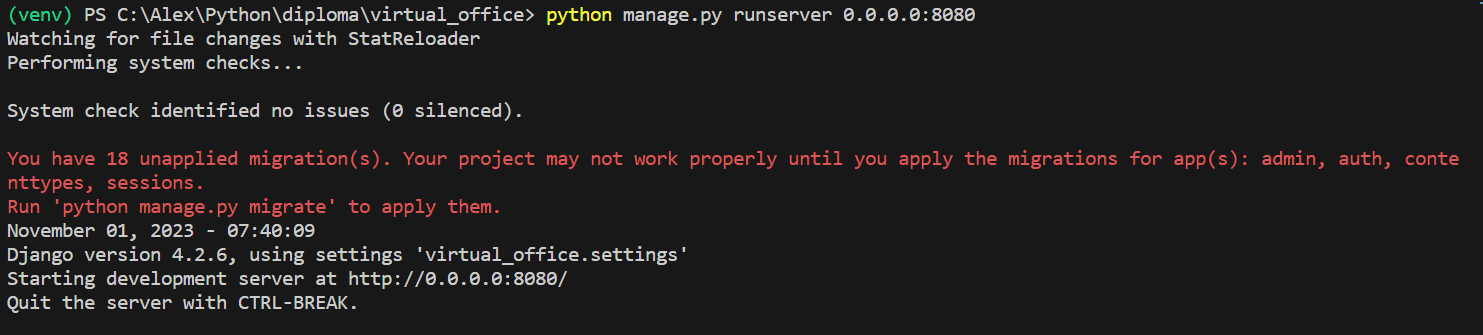 (venv) PS C:\Alex\Python\diploma\virtual_office> python manage.py runserver 0.0.0.0:8080
Watching for file changes with StatReloader
Performing system checks...
System check identified no issues (0 silenced).
You have 18 unapplied migration(s). Your project may not work properly until you apply the migrations for app(s): admin, auth, conte
nttypes, sessions.
Run 'python manage.py migrate' to apply them.
November 01, 2023 - 07:40:09
Django version 4.2.6, using settings 'virtual_office.settings'
Starting development server at http://0.0.0.0:8080/
Quit the server with CTRL-BREAK.